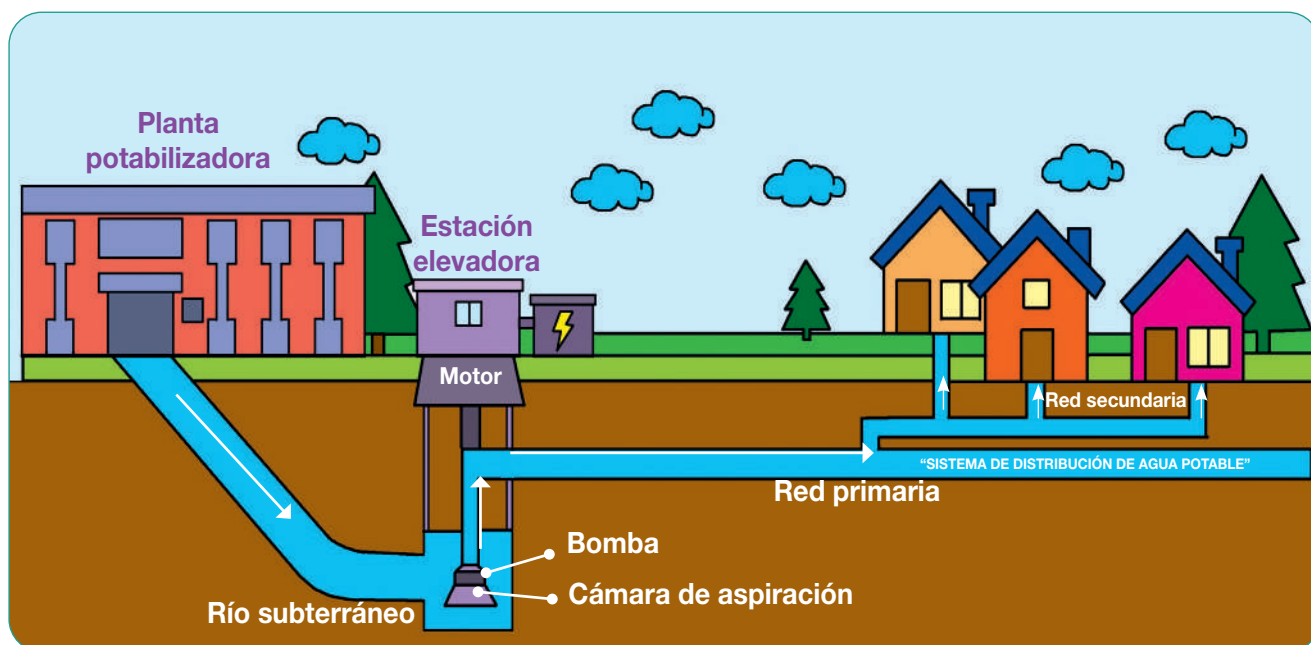 Planta
potabilizadora
Estación
elevadora
Motor
Red secundaria
“SISTEMA DE DISTRIBUCIÓN DE AGUA POTABLE”
Red primaria
Bomba
Cámara de aspiración
Río subterráneo